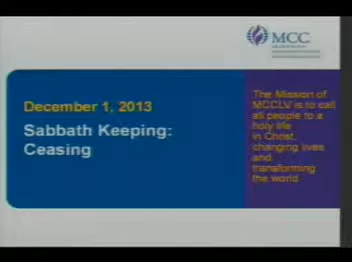 MCC
December 1, 2013
Sabbath Keeping:
Ceasing
The Mission of
MCCLV is to call
all people to a
holy life
in Christ,
changing lives
and
transforming
the world